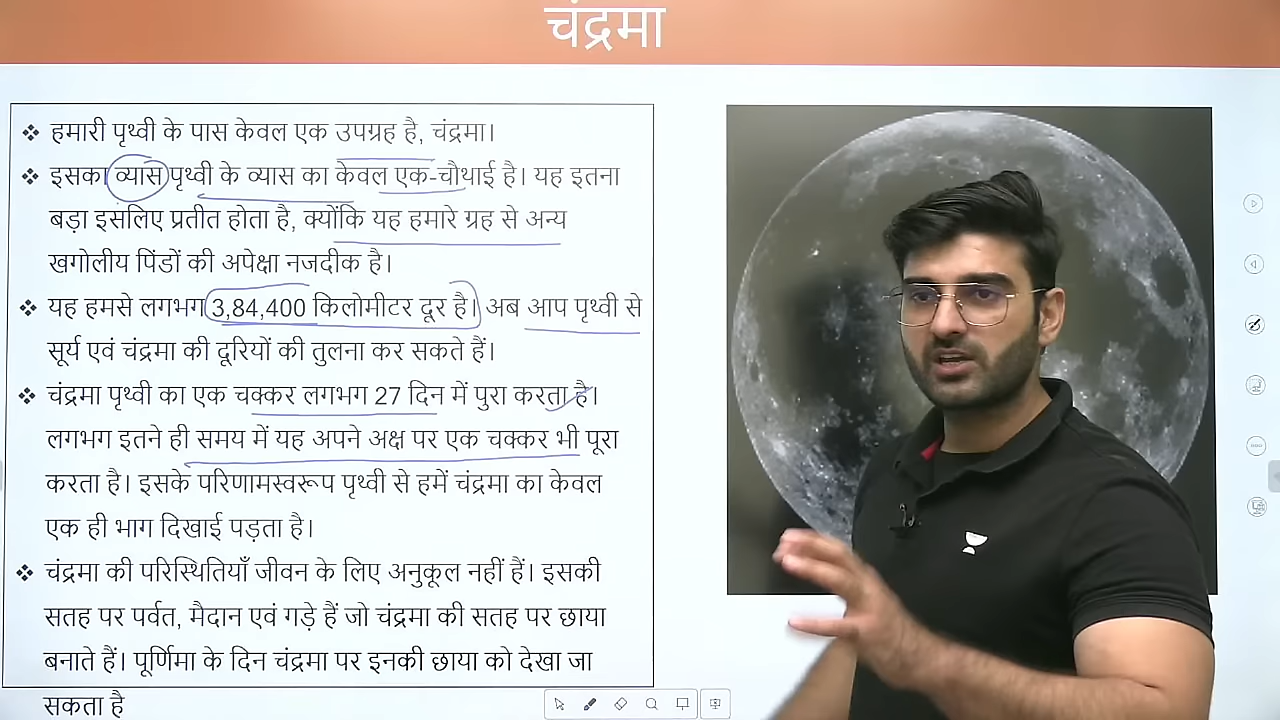 चंद्रमा
❖ हमारी पृथ्वी के पास केवल एक उपग्रह है, चंद्रमा।
❖ इसका व्यास पृथ्वी के व्यास का केवल एक-चौथाई है। यह इतना
बड़ा इसलिए प्रतीत होता है, क्योंकि यह हमारे ग्रह से अन्य
खगोलीय पिंडों की अपेक्षा नजदीक है।
❖ यह हमसे लगभग 3,84,400 किलोमीटर दूर है। अब आप पृथ्वी से
सूर्य एवं चंद्रमा की दूरियों की तुलना कर सकते हैं।
❖ चंद्रमा पृथ्वी का एक चक्कर लगभग 27 दिन में पुरा करता है।
लगभग इतने ही समय में यह अपने अक्ष पर एक चक्कर भी पूरा
करता है। इसके परिणामस्वरूप पृथ्वी से हमें चंद्रमा का केवल
एक ही भाग दिखाई पड़ता है।
❖ चंद्रमा की परिस्थितियाँ जीवन के लिए अनुकूल नहीं हैं। इसकी
सतह पर पर्वत, मैदान एवं गड़े हैं जो चंद्रमा की सतह पर छाया
बनाते हैं। पूर्णिमा के दिन चंद्रमा पर इनकी छाया को देखा जा
सकता है